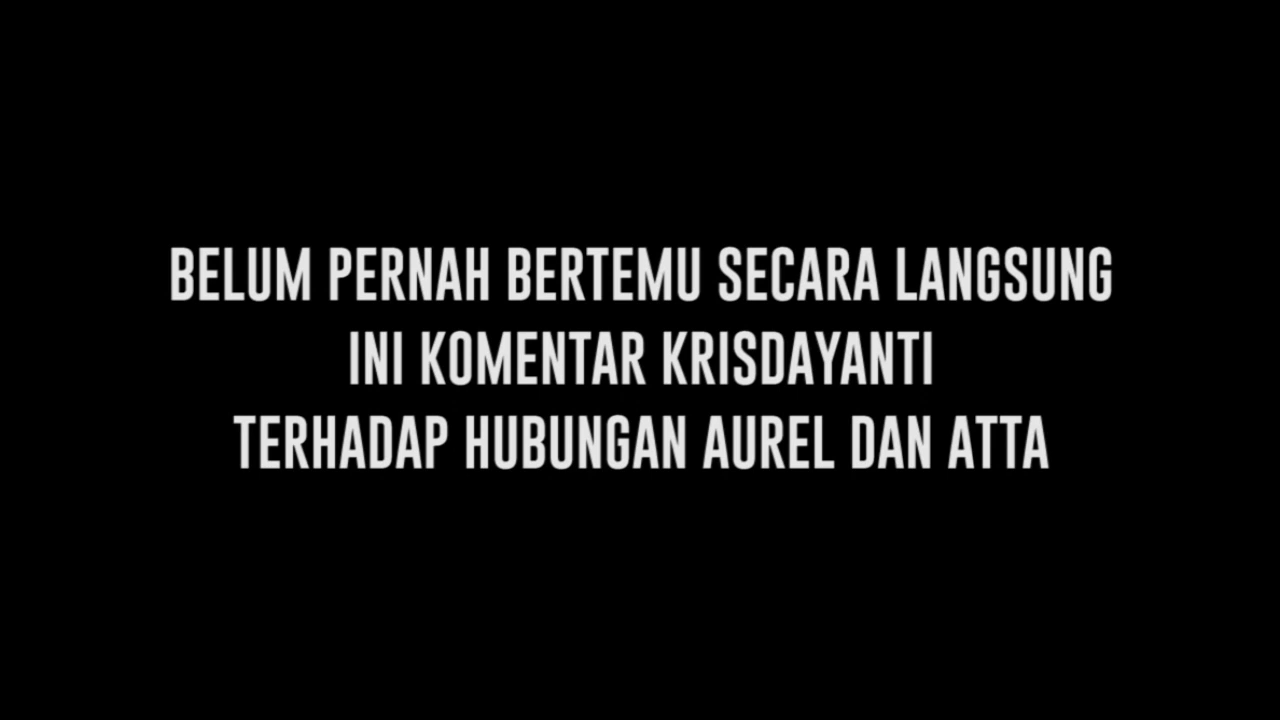 BELUM PERNAH BERTEMU SECARA LANGSUNG
INI KOMENTAR KRISDAYANTI
TERHADAP HUBUNGAN AUREL DAN ATTA